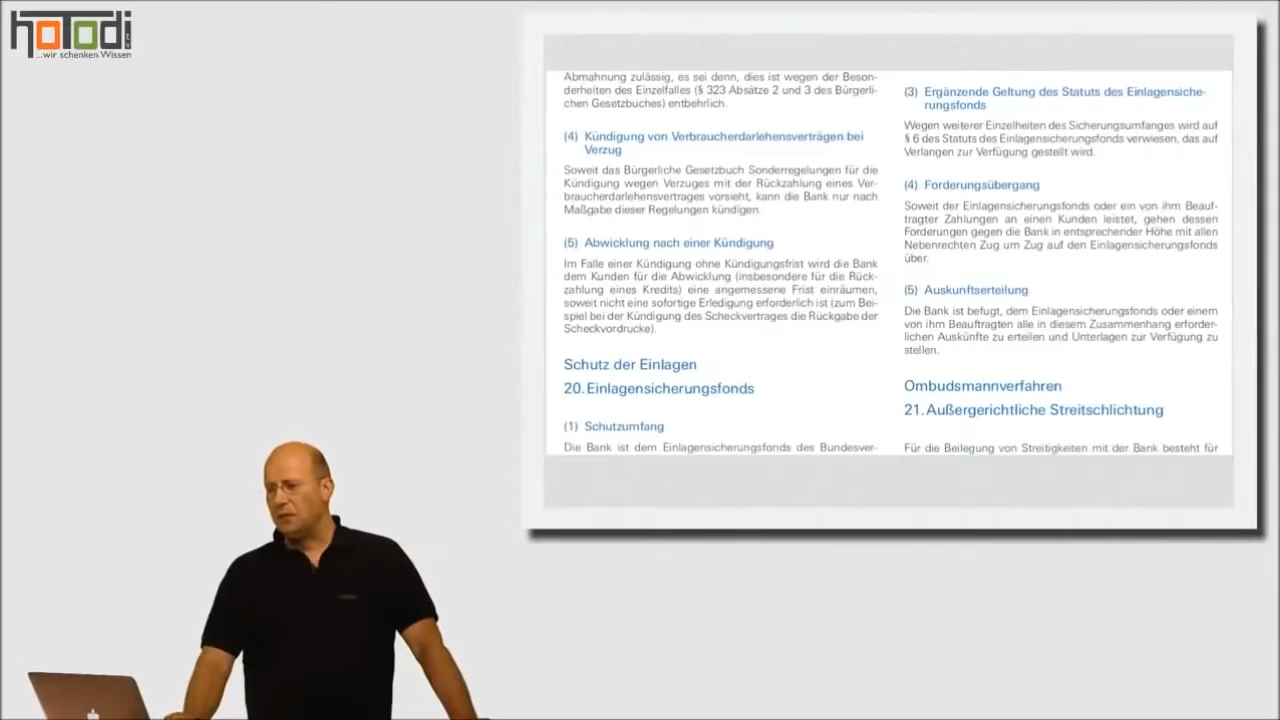 hoTodi
...wir schenken Wissen
Abmahnung zulässig, es sei denn, dies ist wegen der Beson-
derheiten des Einzelfalles (§ 323 Absätze 2 und 3 des Bürgerli-
chen Gesetzbuches) entbehrlich.
(4) Kündigung von Verbraucherdarlehensverträgen bei
Verzug
Soweit das Bürgerliche Gesetzbuch Sonderregelungen für die
Kündigung wegen Verzuges mit der Rückzahlung eines Ver-
braucherdarlehensvertrages vorsieht, kann die Bank nur nach
Maßgabe dieser Regelungen kündigen.
(5) Abwicklung nach einer Kündigung
Im Falle einer Kündigung ohne Kündigungsfrist wird die Bank
dem Kunden für die Abwicklung (insbesondere für die Rück-
zahlung eines Kredits) eine angemessene Frist einräumen,
soweit nicht eine sofortige Erledigung erforderlich ist (zum Bei-
spiel bei der Kündigung des Scheckvertrages die Rückgabe der
Scheckvordrucke).
Schutz der Einlagen
20. Einlagensicherungsfonds
(1) Schutzumfang
Die Bank ist dem Einlagensicherungsfonds des Bundesver-
(3) Ergänzende Geltung des Statuts des Einlagensiche-
rungsfonds
Wegen weiterer Einzelheiten des Sicherungsumfanges wird auf
§ 6 des Statuts des Einlagensicherungsfonds verwiesen, das auf
Verlangen zur Verfügung gestellt wird.
(4) Forderungsübergang
Soweit der Einlagensicherungsfonds oder ein von ihm Beauf-
tragter Zahlungen an einen Kunden leistet, gehen dessen
Forderungen gegen die Bank in entsprechender Höhe mit allen
Nebenrechten Zug um Zug auf den Einlagensicherungsfonds
über.
(5) Auskunftserteilung
Die Bank ist befugt, dem Einlagensicherungsfonds oder einem
von ihm Beauftragten alle in diesem Zusammenhang erforder-
lichen Auskünfte zu erteilen und Unterlagen zur Verfügung zu
stellen.
Ombudsmannverfahren
21. Außergerichtliche Streitschlichtung
Für die Beilegung von Streitigkeiten mit der Bank besteht für